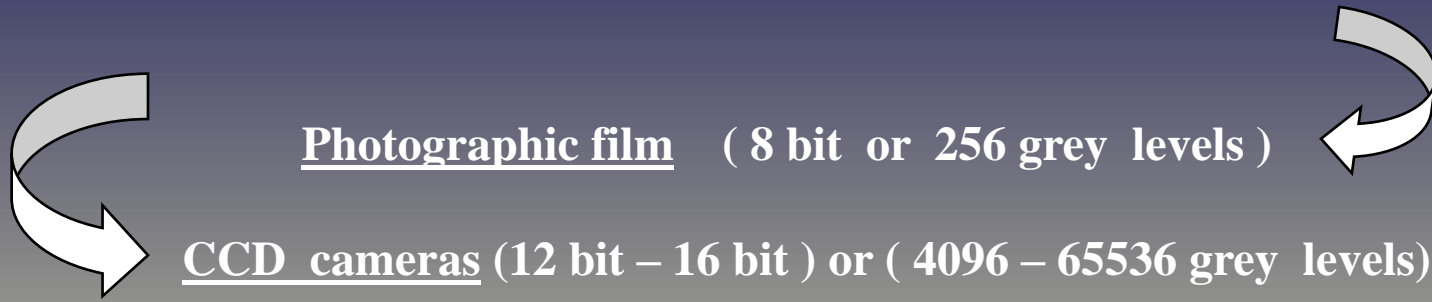 Photographic film ( 8 bit or 256 grey levels )
CCD cameras (12 bit – 16 bit ) or ( 4096 – 65536 grey levels)